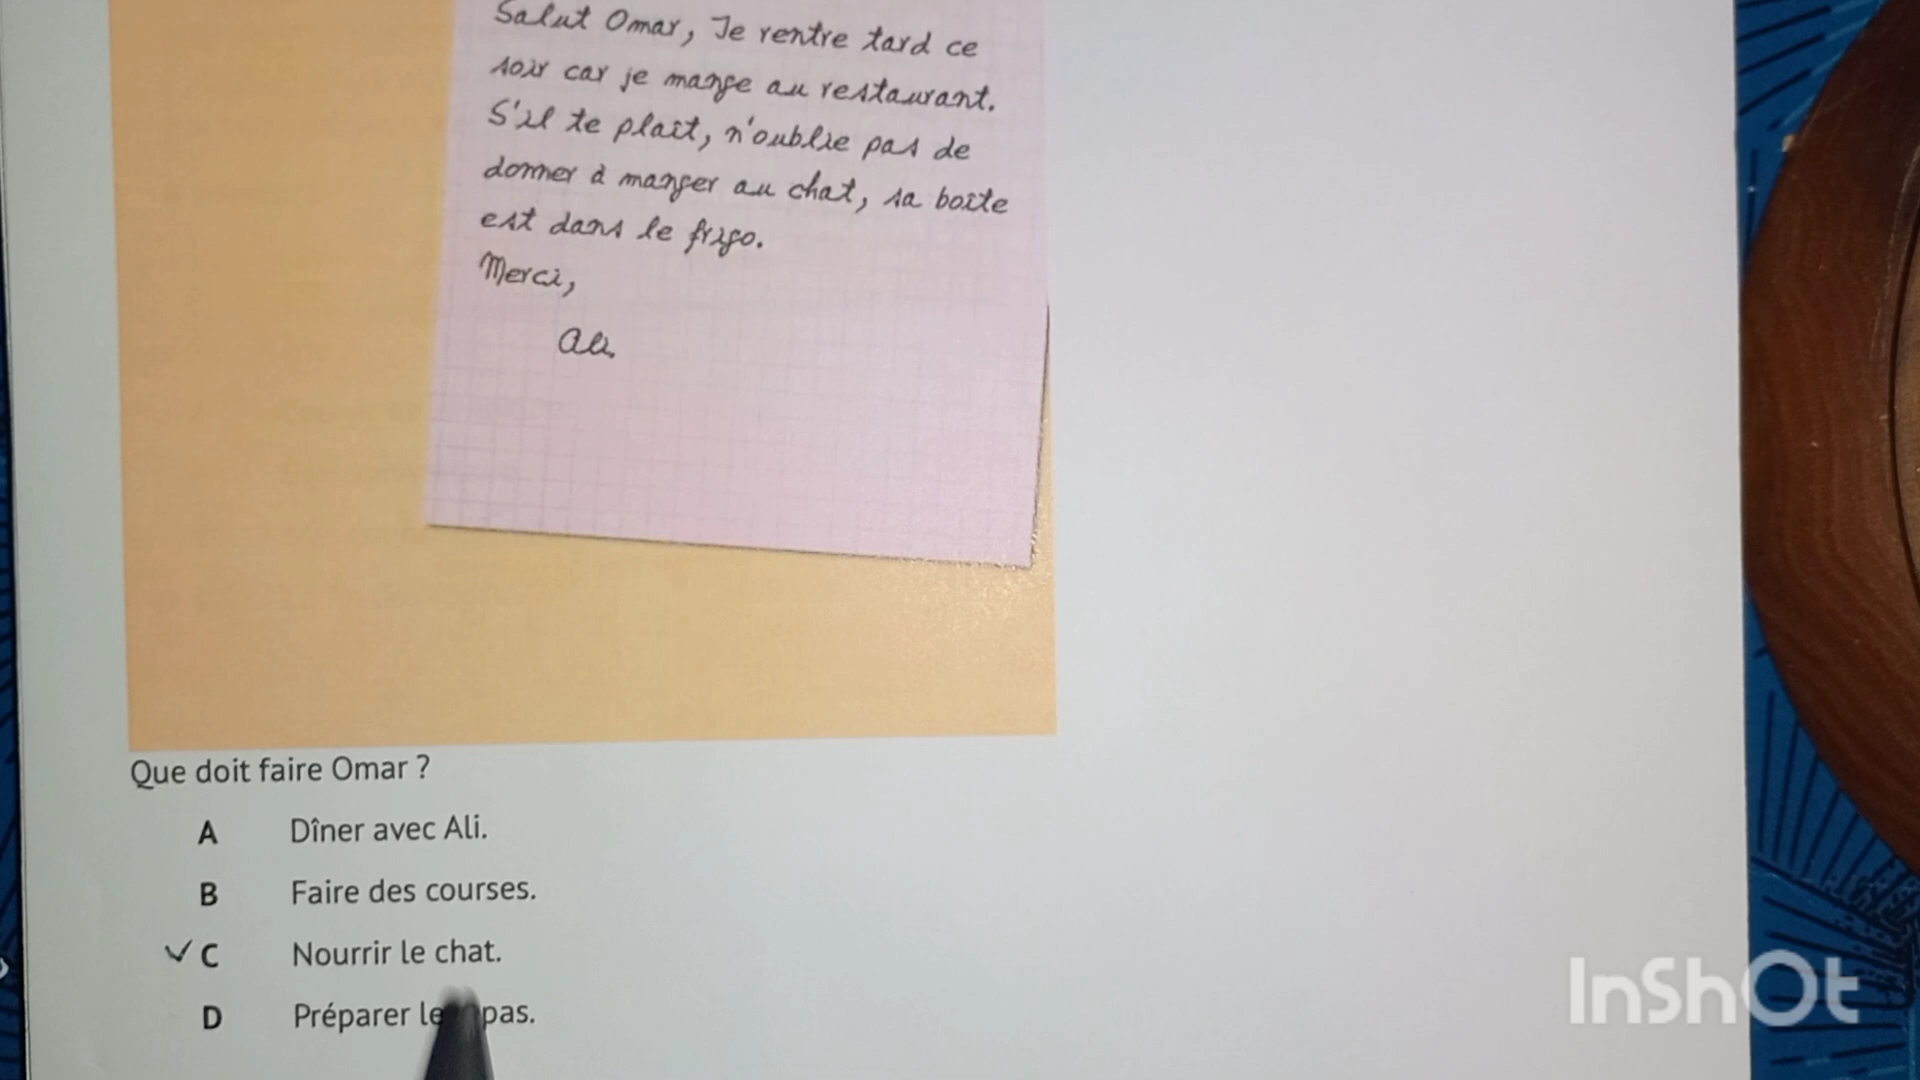 Salut Omar, Je rentre tard ce
soir car je mange au restaurant.
S'il te plaît, n'oublie pas de
donner à manger au chat, sa boîte
est dans le frigo.
Merci,
Ali.
Que doit faire Omar ?
A Dîner avec Ali.
B Faire des courses.
✓ C Nourrir le chat.
D Préparer le pas.
InShOt